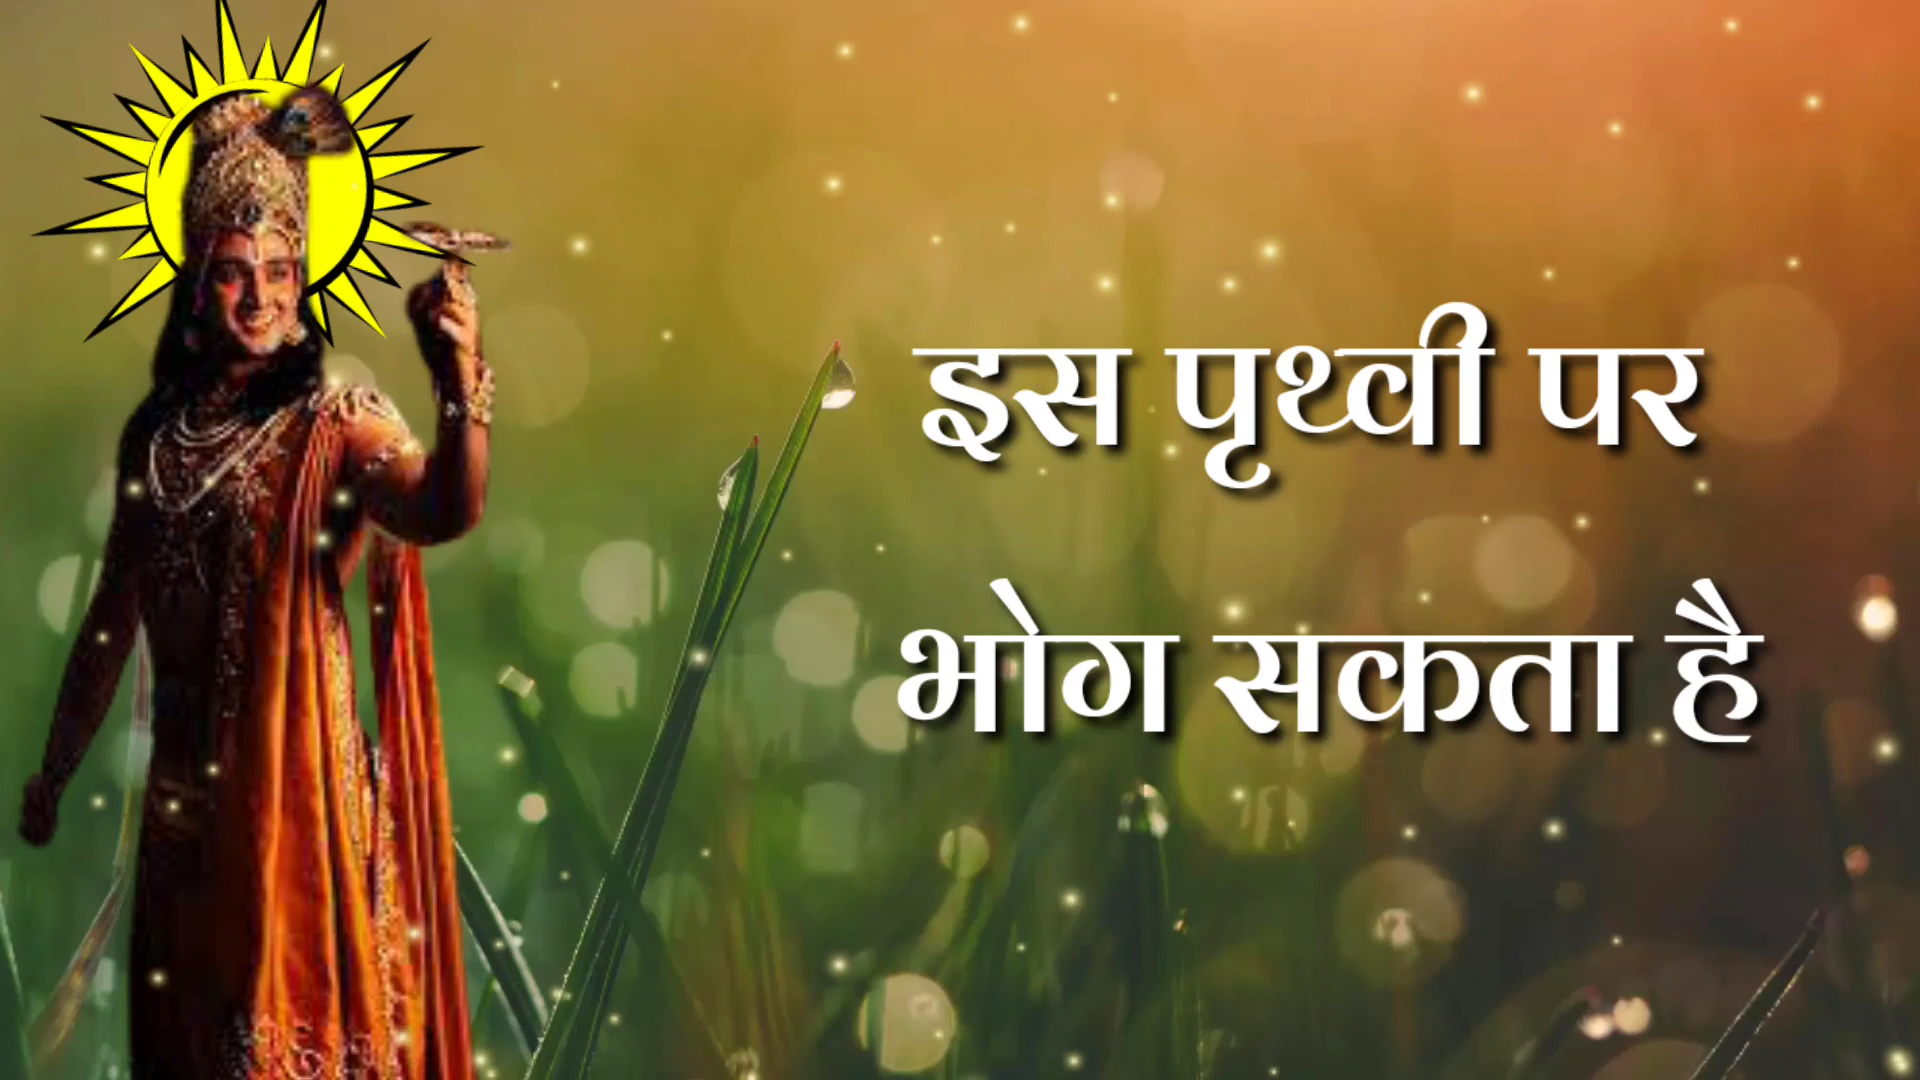 इस पृथ्वी पर
भोग सकता है